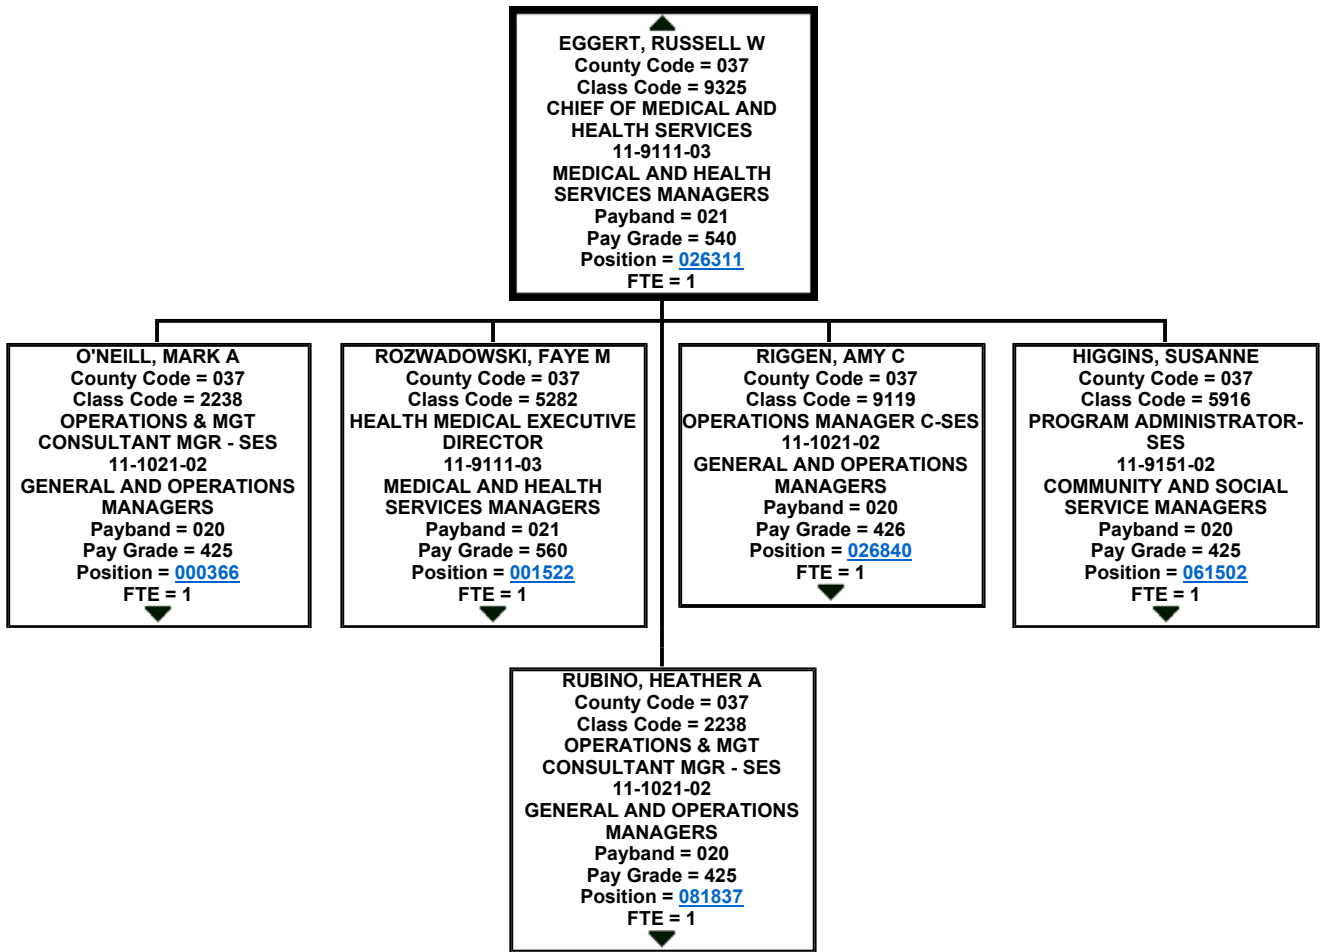 EGGERT, RUSSELL W
County Code = 037
Class Code = 9325
CHIEF OF MEDICAL AND
HEALTH SERVICES
11-9111-03
MEDICAL AND HEALTH
SERVICES MANAGERS
Payband = 021
Pay Grade = 540
Position = 026311
FTE = 1
O'NEILL, MARK A
County Code = 037
Class Code = 2238
OPERATIONS & MGT
CONSULTANT MGR - SES
11-1021-02
GENERAL AND OPERATIONS
MANAGERS
Payband = 020
Pay Grade = 425
Position = 000366
FTE = 1
ROZWADOWSKI, FAYE M
County Code = 037
Class Code = 5282
HEALTH MEDICAL EXECUTIVE
DIRECTOR
11-9111-03
MEDICAL AND HEALTH
SERVICES MANAGERS
Payband = 021
Pay Grade = 560
Position = 001522
FTE = 1
RIGGEN, AMY C
County Code = 037
Class Code = 9119
OPERATIONS MANAGER C-SES
11-1021-02
GENERAL AND OPERATIONS
MANAGERS
Payband = 020
Pay Grade = 426
Position = 026840
FTE = 1
HIGGINS, SUSANNE
County Code = 037
Class Code = 5916
PROGRAM ADMINISTRATOR-
SES
11-9151-02
COMMUNITY AND SOCIAL
SERVICE MANAGERS
Payband = 020
Pay Grade = 425
Position = 061502
FTE = 1
RUBINO, HEATHER A
County Code = 037
Class Code = 2238
OPERATIONS & MGT
CONSULTANT MGR - SES
11-1021-02
GENERAL AND OPERATIONS
MANAGERS
Payband = 020
Pay Grade = 425
Position = 081837
FTE = 1